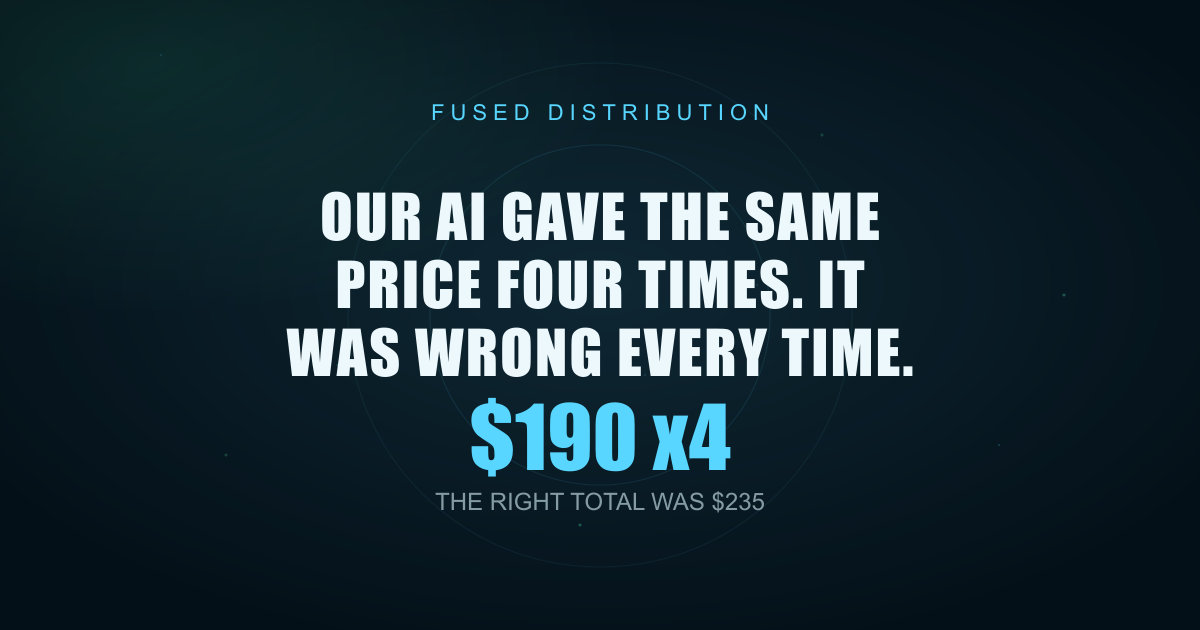 FUSED DISTRIBUTION
OUR AI GAVE THE SAME
PRICE FOUR TIMES. IT
WAS WRONG EVERY TIME.
$190 x4
THE RIGHT TOTAL WAS $235